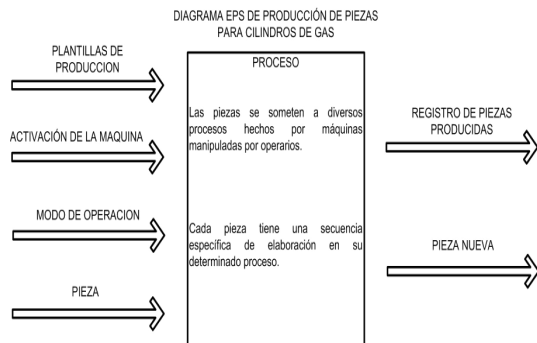 DIAGRAMA EPS DE PRODUCCIÓN DE PIEZAS
PARA CILINDROS DE GAS
PLANTILLAS DE
PRODUCCION
ACTIVACIÓN DE LA MAQUINA
MODO DE OPERACION
PIEZA
PROCESO
Las piezas se someten a diversos
procesos hechos por máquinas
manipuladas por operarios.
Cada pieza tiene una secuencia
específica de elaboración en su
determinado proceso.
REGISTRO DE PIEZAS
PRODUCIDAS
PIEZA NUEVA